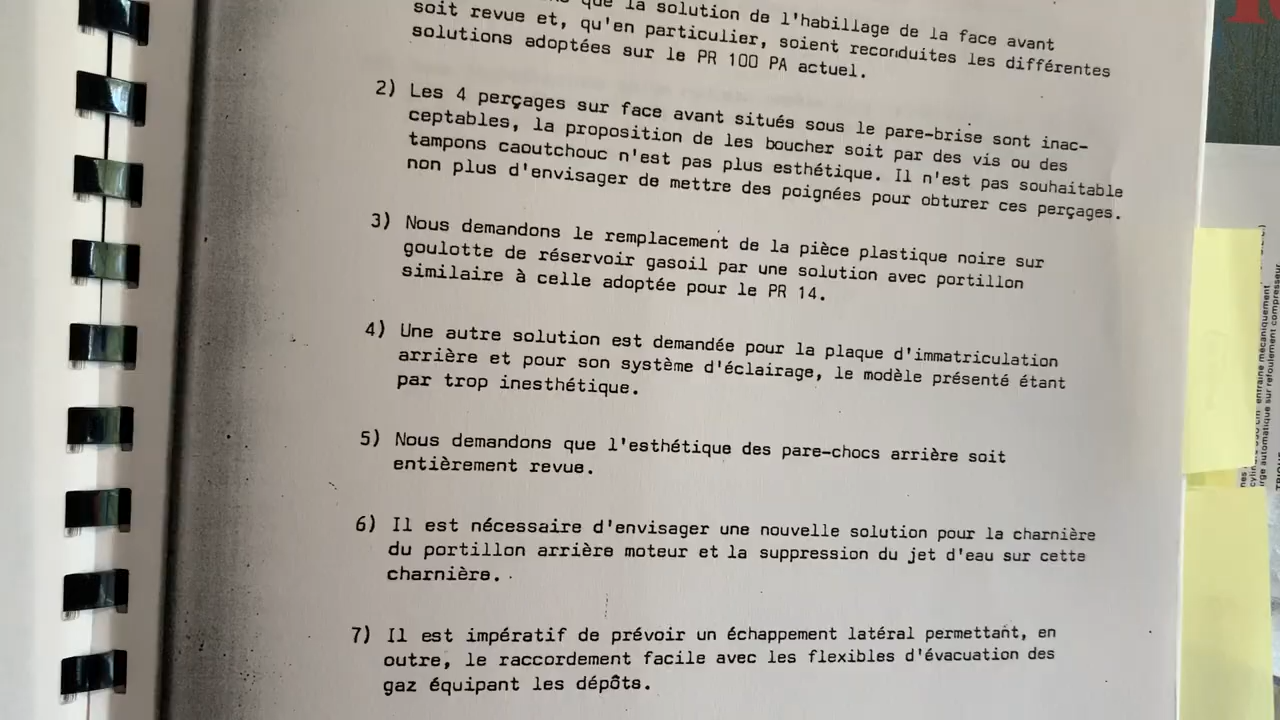 que la solution de l'habillage de la face avant
soit revue et, qu'en particulier, soient reconduites les différentes
solutions adoptées sur le PR 100 PA actuel.
2) Les 4 perçages sur face avant situés sous le pare-brise sont inac-
ceptables, la proposition de les boucher soit par des vis ou des
tampons caoutchouc n'est pas plus esthétique. Il n'est pas souhaitable
non plus d'envisager de mettre des poignées pour obturer ces perçages.
3) Nous demandons le remplacement de la pièce plastique noire sur
goulotte de réservoir gasoil par une solution avec portillon
similaire à celle adoptée pour le PR 14.
4) Une autre solution est demandée pour la plaque d'immatriculation
arrière et pour son système d'éclairage, le modèle présenté étant
par trop inesthétique.
5) Nous demandons que l'esthétique des pare-chocs arrière soit
entièrement revue.
6) Il est nécessaire d'envisager une nouvelle solution pour la charnière
du portillon arrière moteur et la suppression du jet d'eau sur cette
charnière.
7) Il est impératif de prévoir un échappement latéral permettant, en
outre, le raccordement facile avec les flexibles d'évacuation des
gaz équipant les dépôts.
entraîné mécaniquement
automatique sur refoulement compresseur